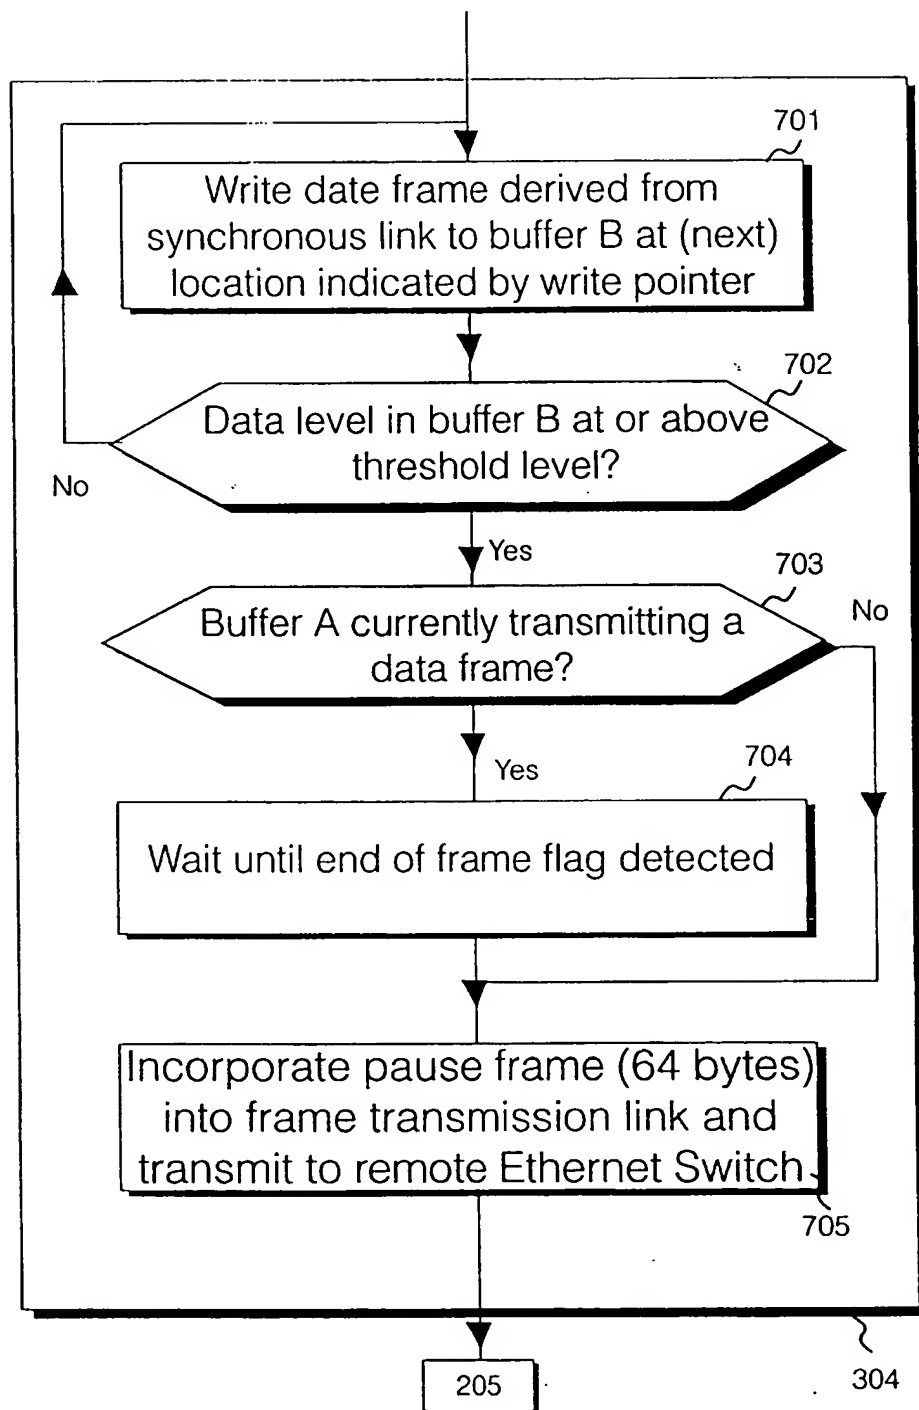 701
Write date frame derived from
synchronous link to buffer B at (next)
location indicated by write pointer
702
Data level in buffer B at or above
threshold level?
No
Yes
703
Buffer A currently transmitting a
data frame?
No
Yes
704
Wait until end of frame flag detected
Incorporate pause frame (64 bytes)
into frame transmission link and
transmit to remote Ethernet Switch
705
304
205